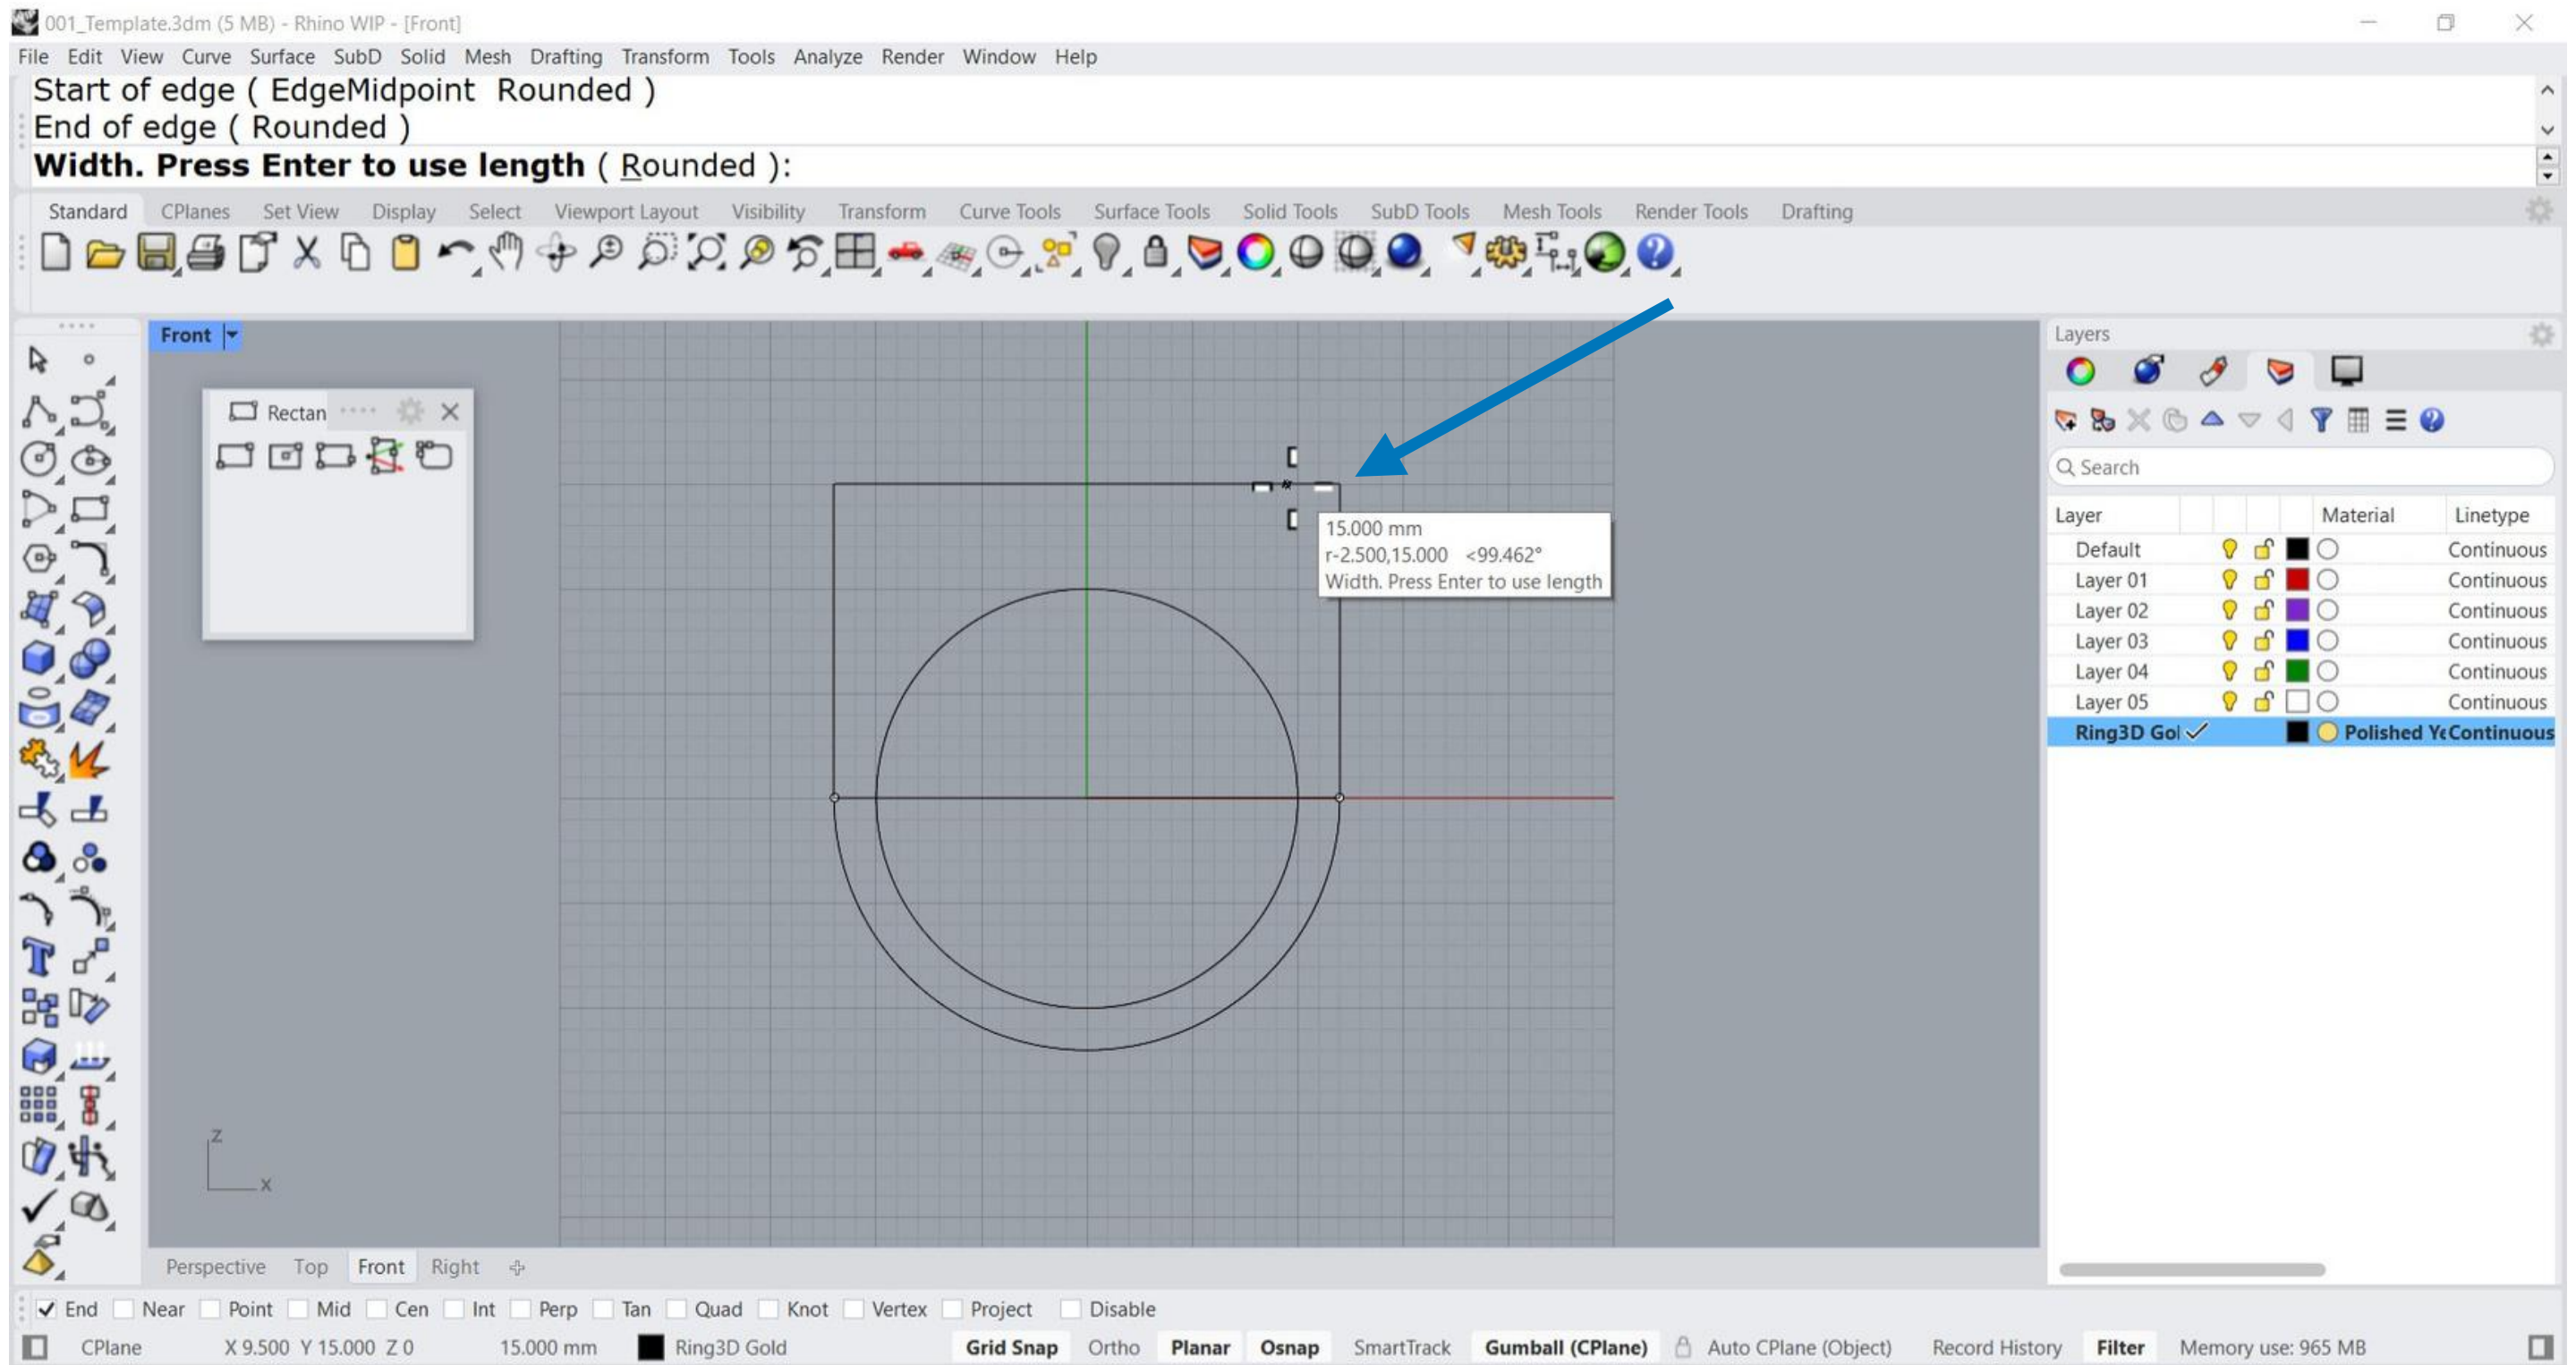 001_Template.3dm (5 MB) - Rhino WIP - [Front]
File Edit View Curve Surface SubD Solid Mesh Drafting Transform Tools Analyze Render Window Help
Start of edge ( EdgeMidpoint Rounded )
End of edge ( Rounded )
Width. Press Enter to use length ( Rounded ):
Standard CPlanes Set View Display Select Viewport Layout Visibility Transform Curve Tools Surface Tools Solid Tools SubD Tools Mesh Tools Render Tools Drafting
Front
Rectan
15.000 mm
r-2.500,15.000 <99.462°
Width. Press Enter to use length
z
x
Layers
Search
Layer Material Linetype
Default Continuous
Layer 01 Continuous
Layer 02 Continuous
Layer 03 Continuous
Layer 04 Continuous
Layer 05 Continuous
Ring3D Gol Polished Ye Continuous
Perspective Top Front Right
End Near Point Mid Cen Int Perp Tan Quad Knot Vertex Project Disable
CPlane X 9.500 Y 15.000 Z 0 15.000 mm Ring3D Gold Grid Snap Ortho Planar Osnap SmartTrack Gumball (CPlane) Auto CPlane (Object) Record History Filter Memory use: 965 MB